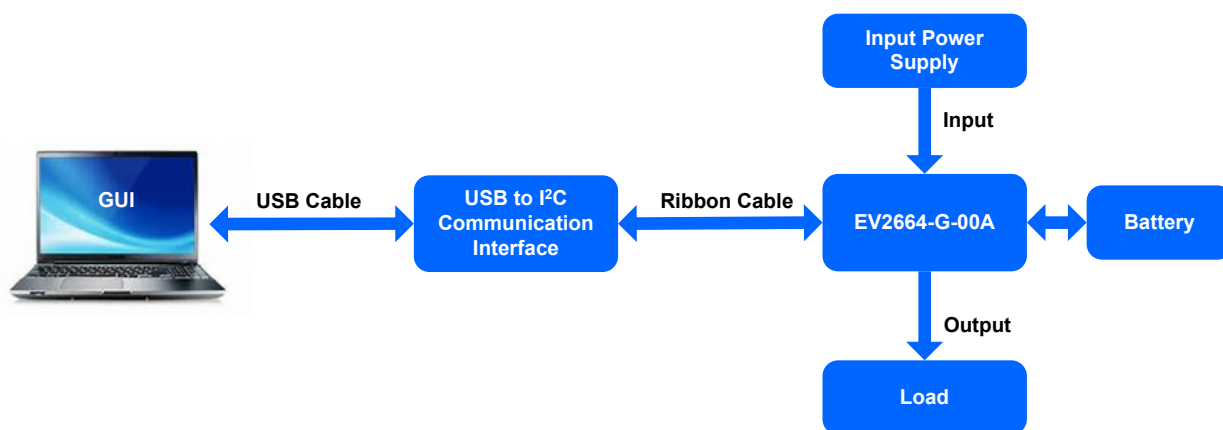 Input Power
Supply
Input
GUI
USB Cable
USB to I²C
Communication
Interface
Ribbon Cable
EV2664-G-00A
Battery
Output
Load